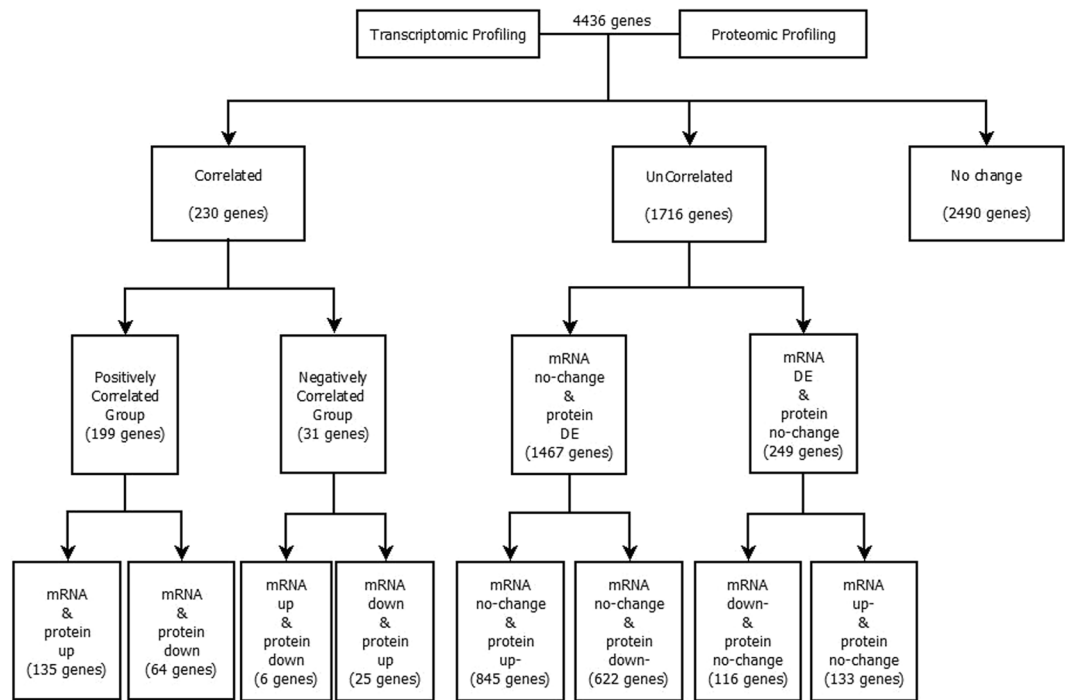 Transcriptomic Profiling
4436 genes
Proteomic Profiling
Correlated
(230 genes)
UnCorrelated
(1716 genes)
No change
(2490 genes)
Positively
Correlated
Group
(199 genes)
Negatively
Correlated
Group
(31 genes)
mRNA
no-change
&
protein
DE
(1467 genes)
mRNA
DE
&
protein
no-change
(249 genes)
mRNA
&
protein
up
(135 genes)
mRNA
&
protein
down
(64 genes)
mRNA
up
&
protein
down
(6 genes)
mRNA
down
&
protein
up
(25 genes)
mRNA
no-change
&
protein
up-
(845 genes)
mRNA
no-change
&
protein
down-
(622 genes)
mRNA
down-
&
protein
no-change
(116 genes)
mRNA
up-
&
protein
no-change
(133 genes)